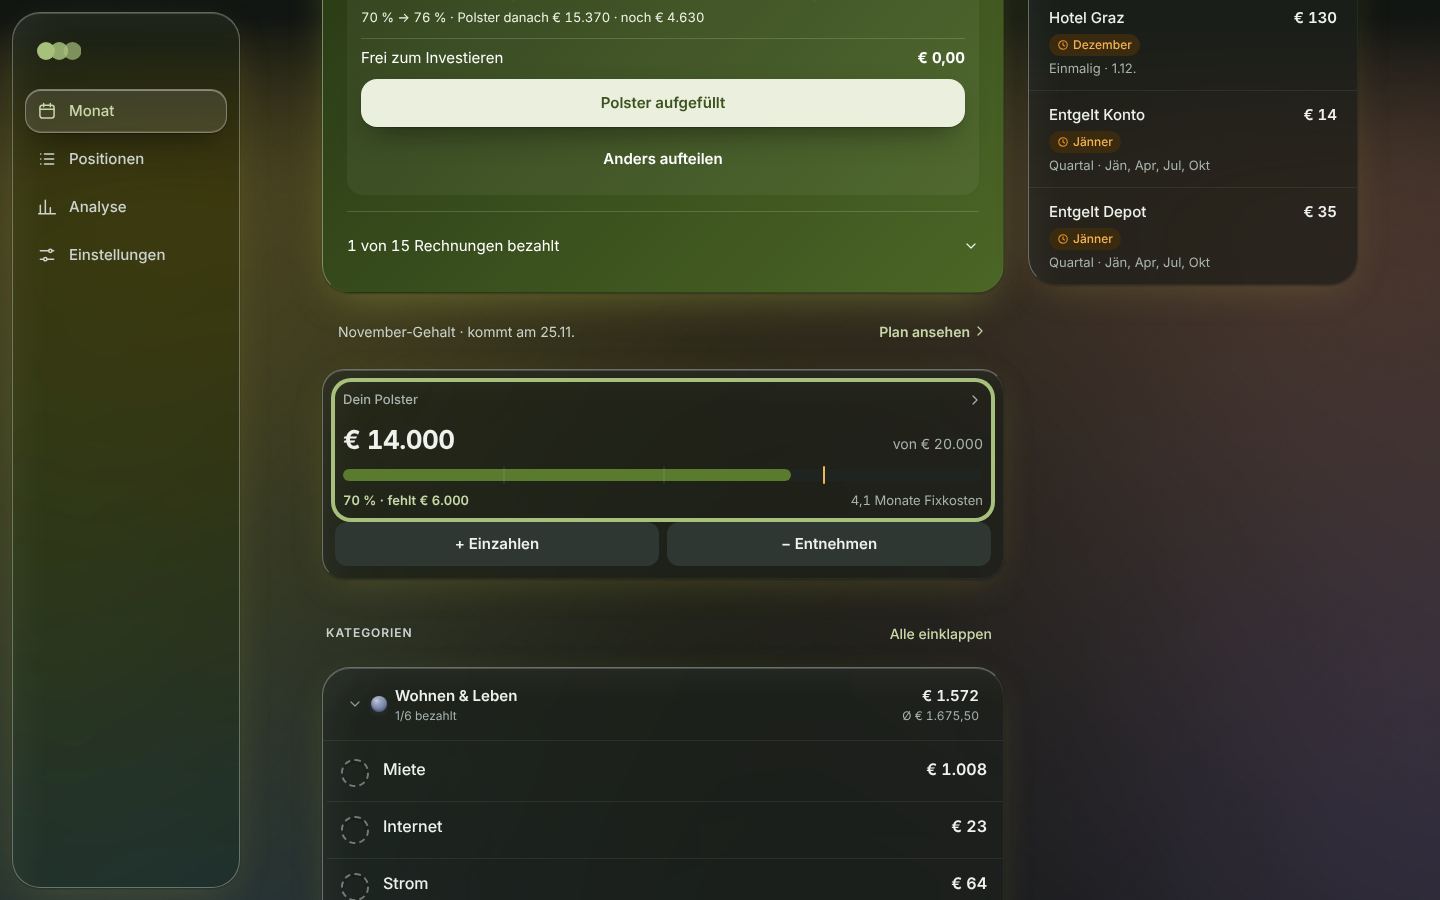 Monat
Positionen
Analyse
Einstellungen
70 % → 76 % · Polster danach € 15.370 · noch € 4.630
Frei zum Investieren € 0,00
Polster aufgefüllt
Anders aufteilen
1 von 15 Rechnungen bezahlt
November-Gehalt · kommt am 25.11. Plan ansehen
Dein Polster
€ 14.000 von € 20.000
70 % · fehlt € 6.000 4,1 Monate Fixkosten
+ Einzahlen − Entnehmen
KATEGORIEN Alle einklappen
Wohnen & Leben € 1.572
1/6 bezahlt Ø € 1.675,50
Miete € 1.008
Internet € 23
Strom € 64
Hotel Graz € 130
Dezember
Einmalig · 1.12.
Entgelt Konto € 14
Jänner
Quartal · Jän, Apr, Jul, Okt
Entgelt Depot € 35
Jänner
Quartal · Jän, Apr, Jul, Okt